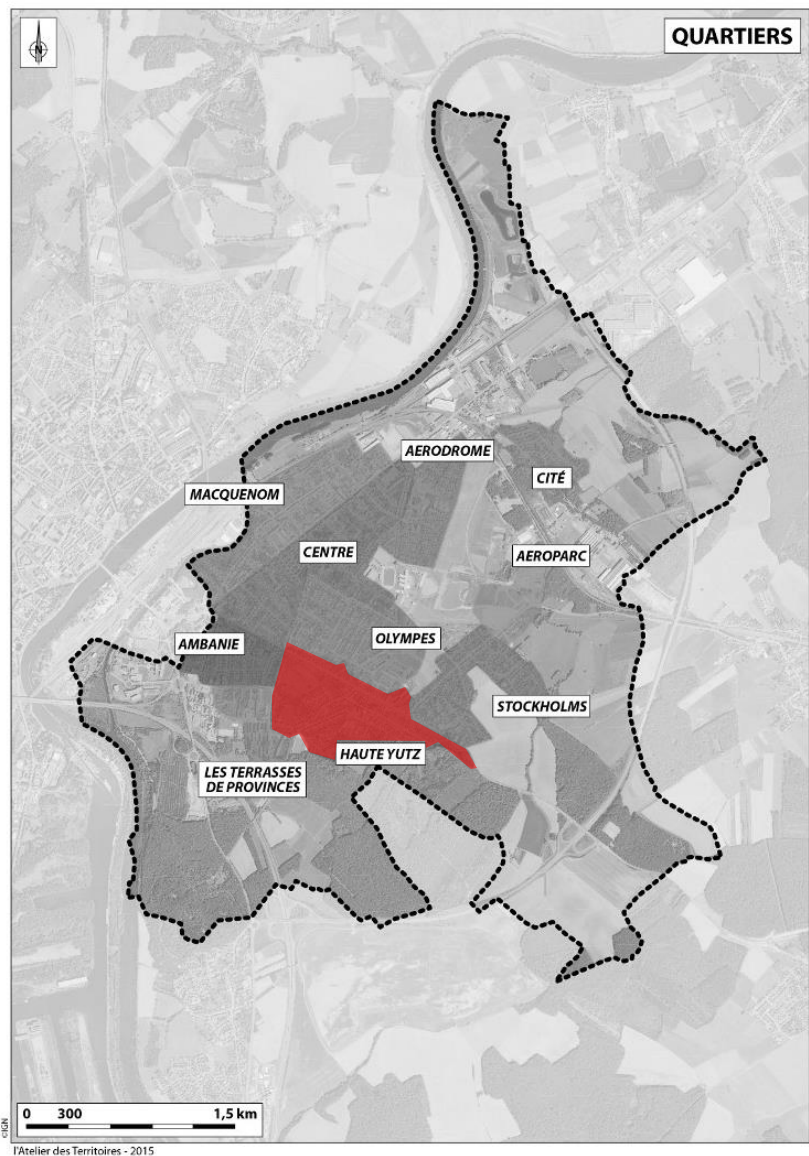 QUARTIERS
N
AERODROME
CITÉ
MACQUENOM
CENTRE
AEROPARC
AMBANIE
OLYMPES
STOCKHOLMS
HAUTE YUTZ
LES TERRASSES
DE PROVINCES
0 300 1,5 km
©IGN
l'Atelier des Territoires - 2015